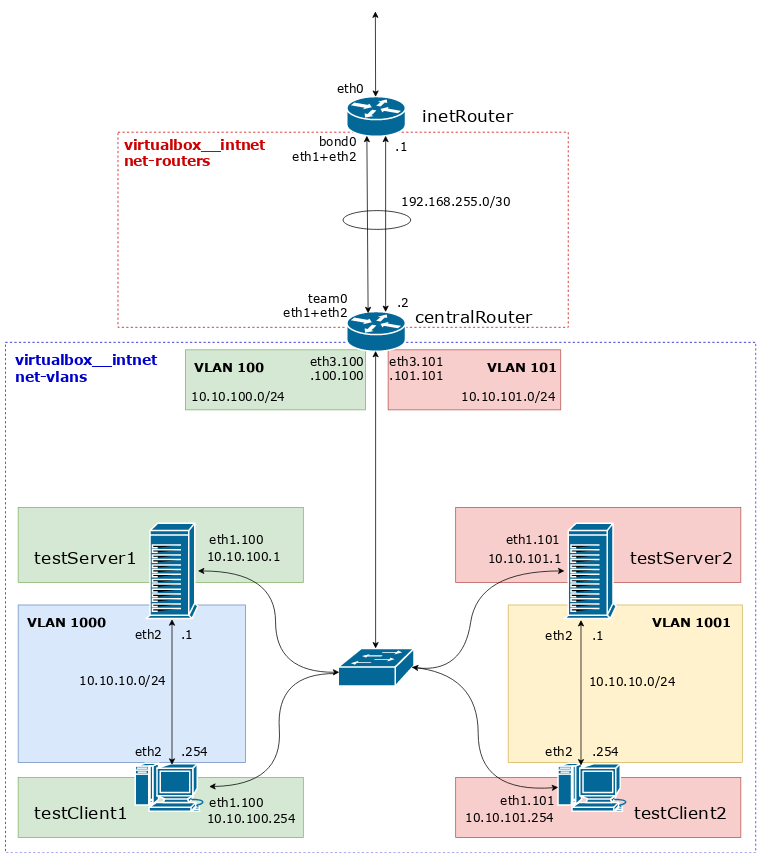 eth0
inetRouter
virtualbox__intnet
net-routers
bond0
eth1+eth2
.1
192.168.255.0/30
team0
eth1+eth2
.2
centralRouter
virtualbox__intnet
net-vlans
VLAN 100
eth3.100
.100.100
10.10.100.0/24
eth3.101
.101.101
VLAN 101
10.10.101.0/24
testServer1
eth1.100
10.10.100.1
eth1.101
10.10.101.1
testServer2
VLAN 1000
eth2
.1
10.10.10.0/24
eth2
.254
VLAN 1001
eth2
.1
10.10.10.0/24
eth2
.254
testClient1
eth1.100
10.10.100.254
eth1.101
10.10.101.254
testClient2